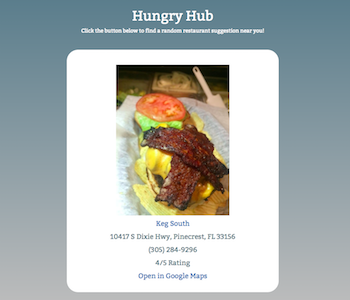 Hungry Hub
Click the button below to find a random restaurant suggestion near you!
Keg South
10417 S Dixie Hwy, Pinecrest, FL 33156
(305) 284-9296
4/5 Rating
Open in Google Maps